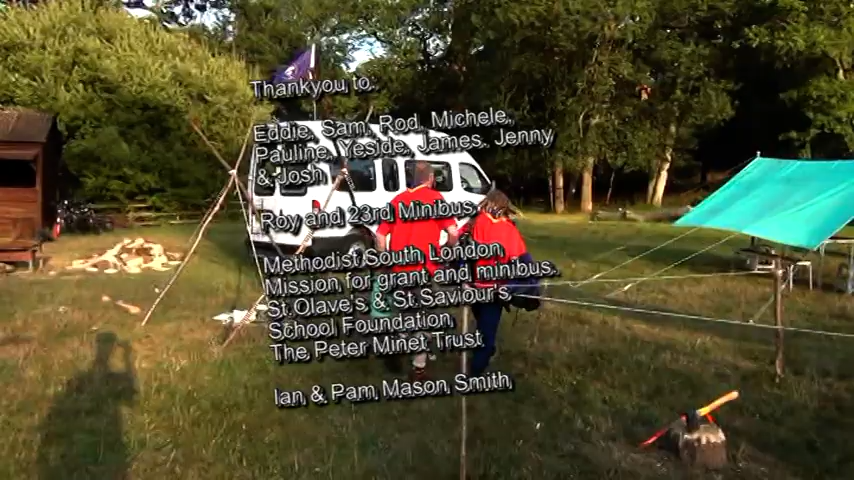 Thankyou to:
Eddie, Sam, Rod, Michele,
Pauline, Yeside, James. Jenny
& Josh
Roy and 23rd Minibus
Methodist South London
Mission for grant and minibus.
St.Olave's & St.Saviour's
School Foundation
The Peter Minet Trust
Ian & Pam Mason Smith